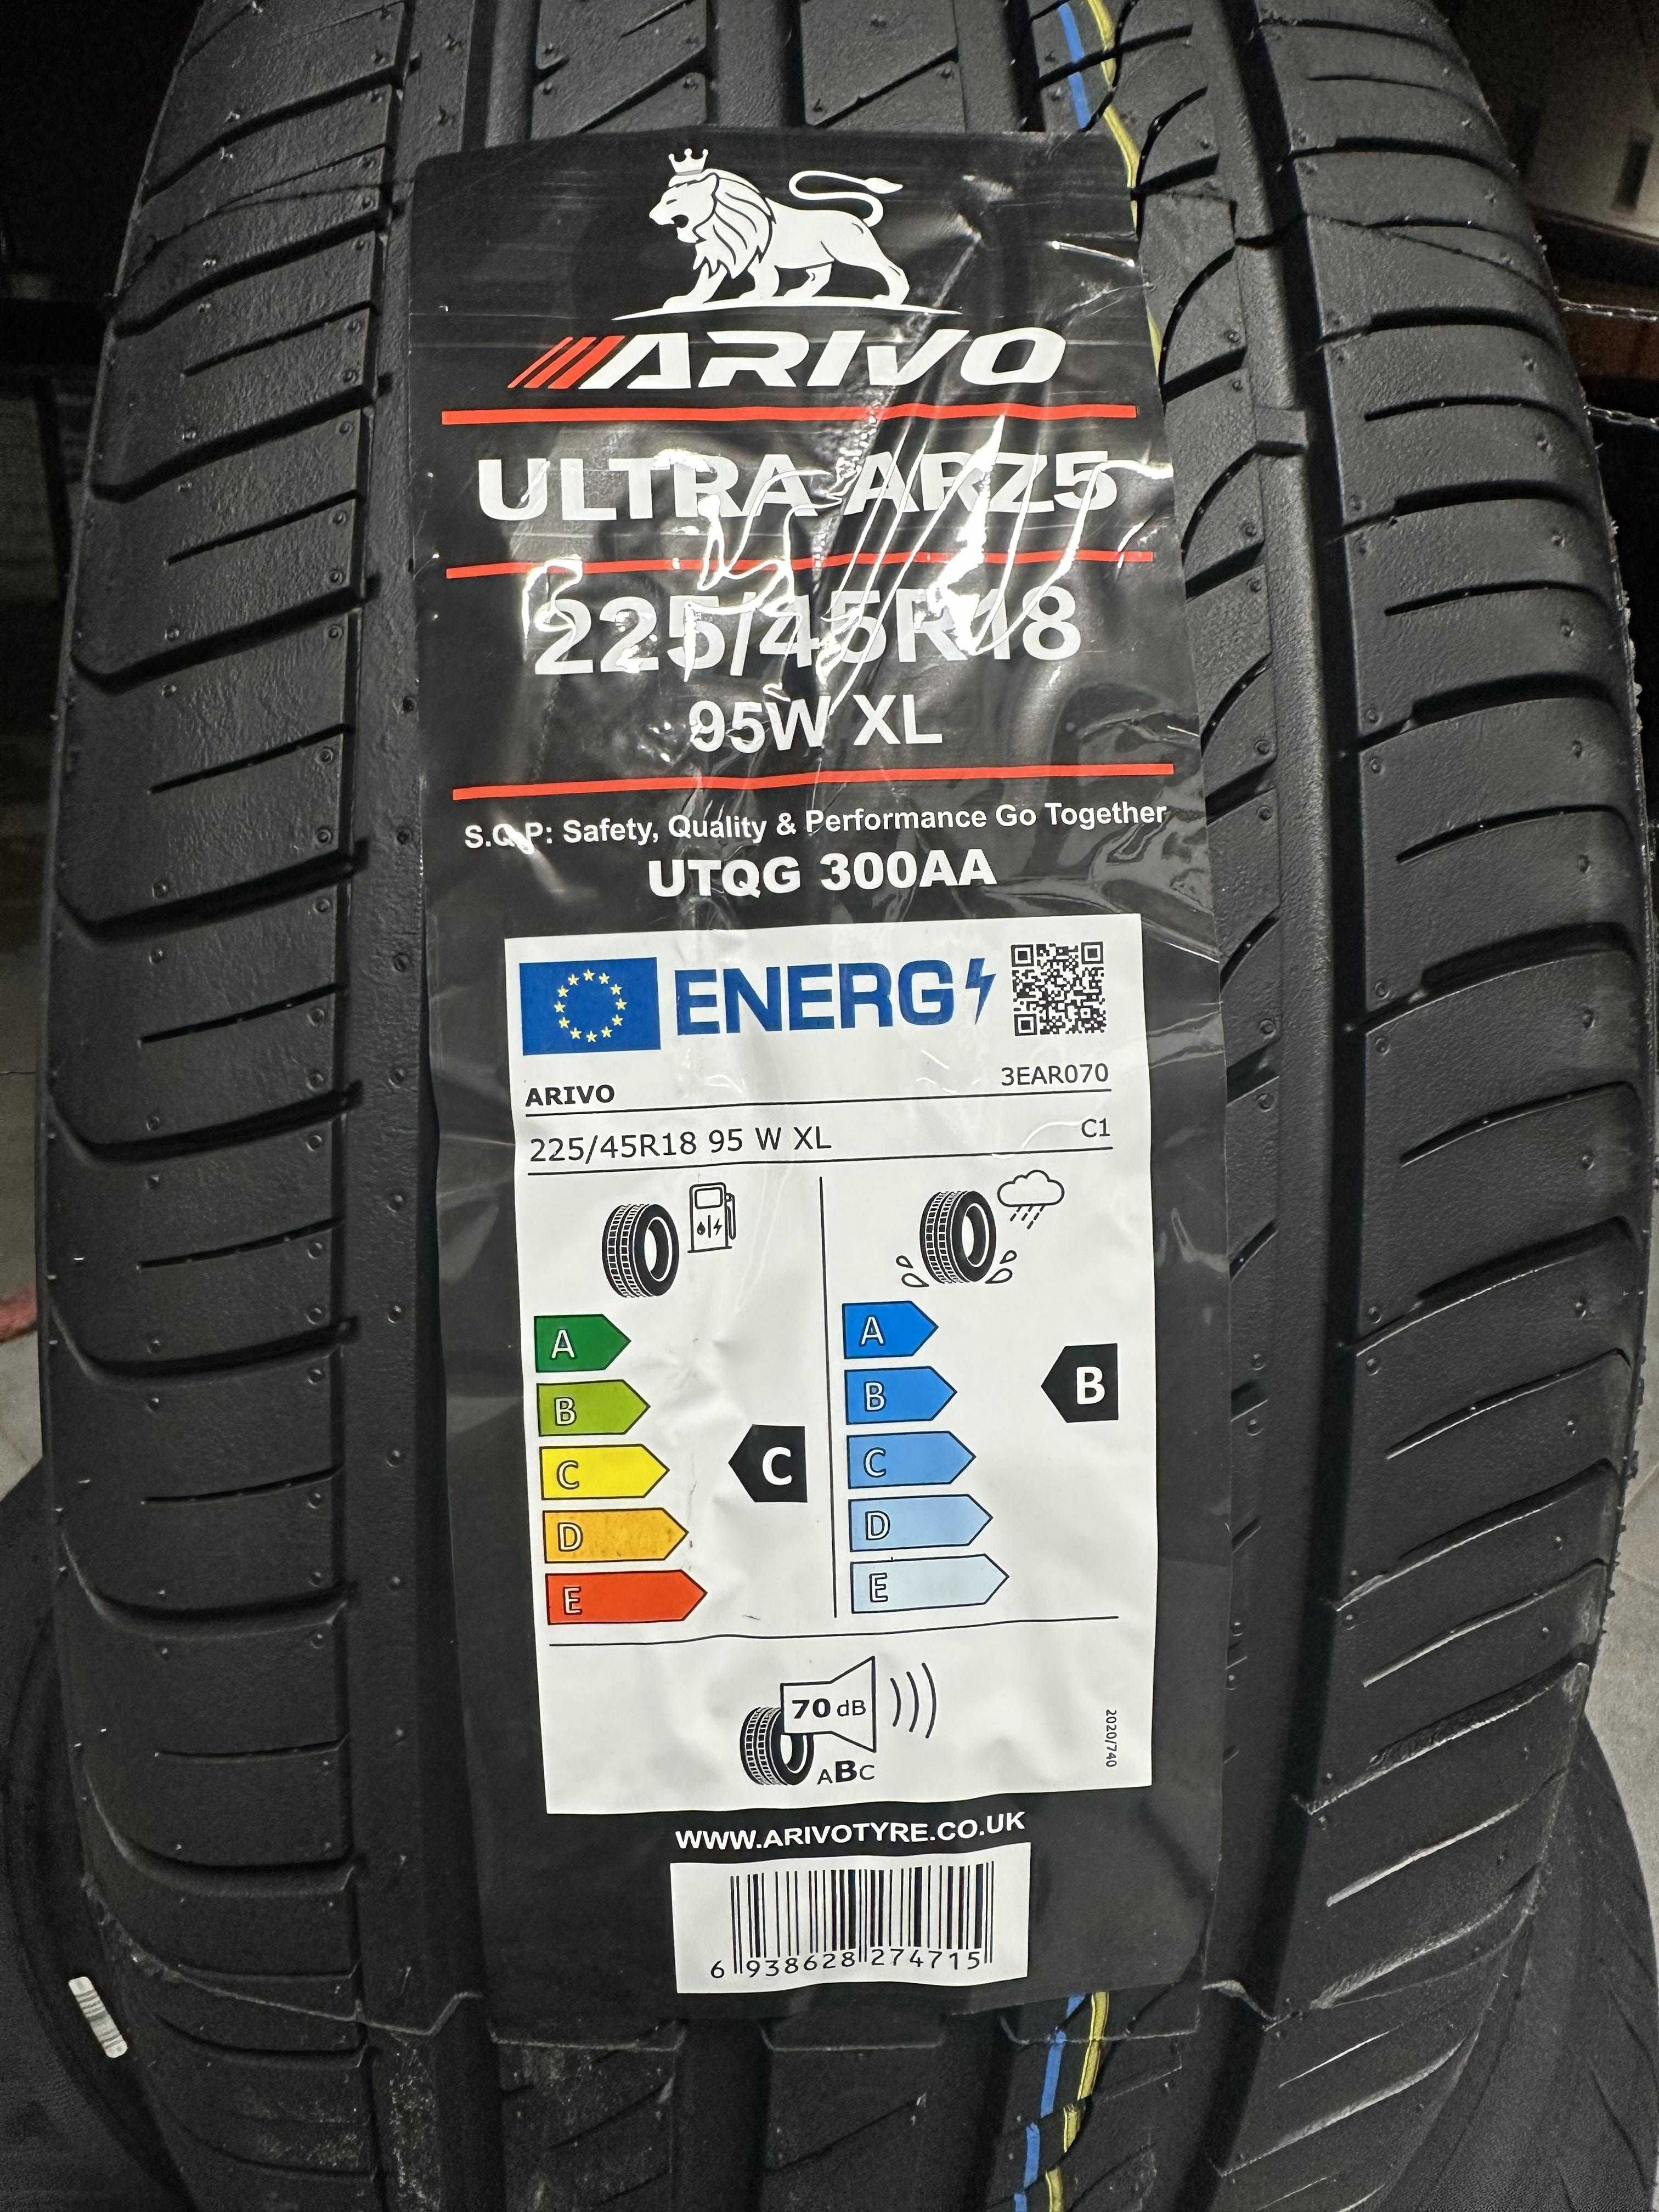 ARIVO
ULTRA ARZ5
225/45R18
95W XL
S.Q.P: Safety, Quality & Performance Go Together
UTQG 300AA
ENERG
ARIVO 3EAR070
225/45R18 95 W XL C1
A
B
C
D
E
C
A
B
C
D
E
B
70 dB
ABC
2020/740
WWW.ARIVOTYRE.CO.UK
6 938628 274715